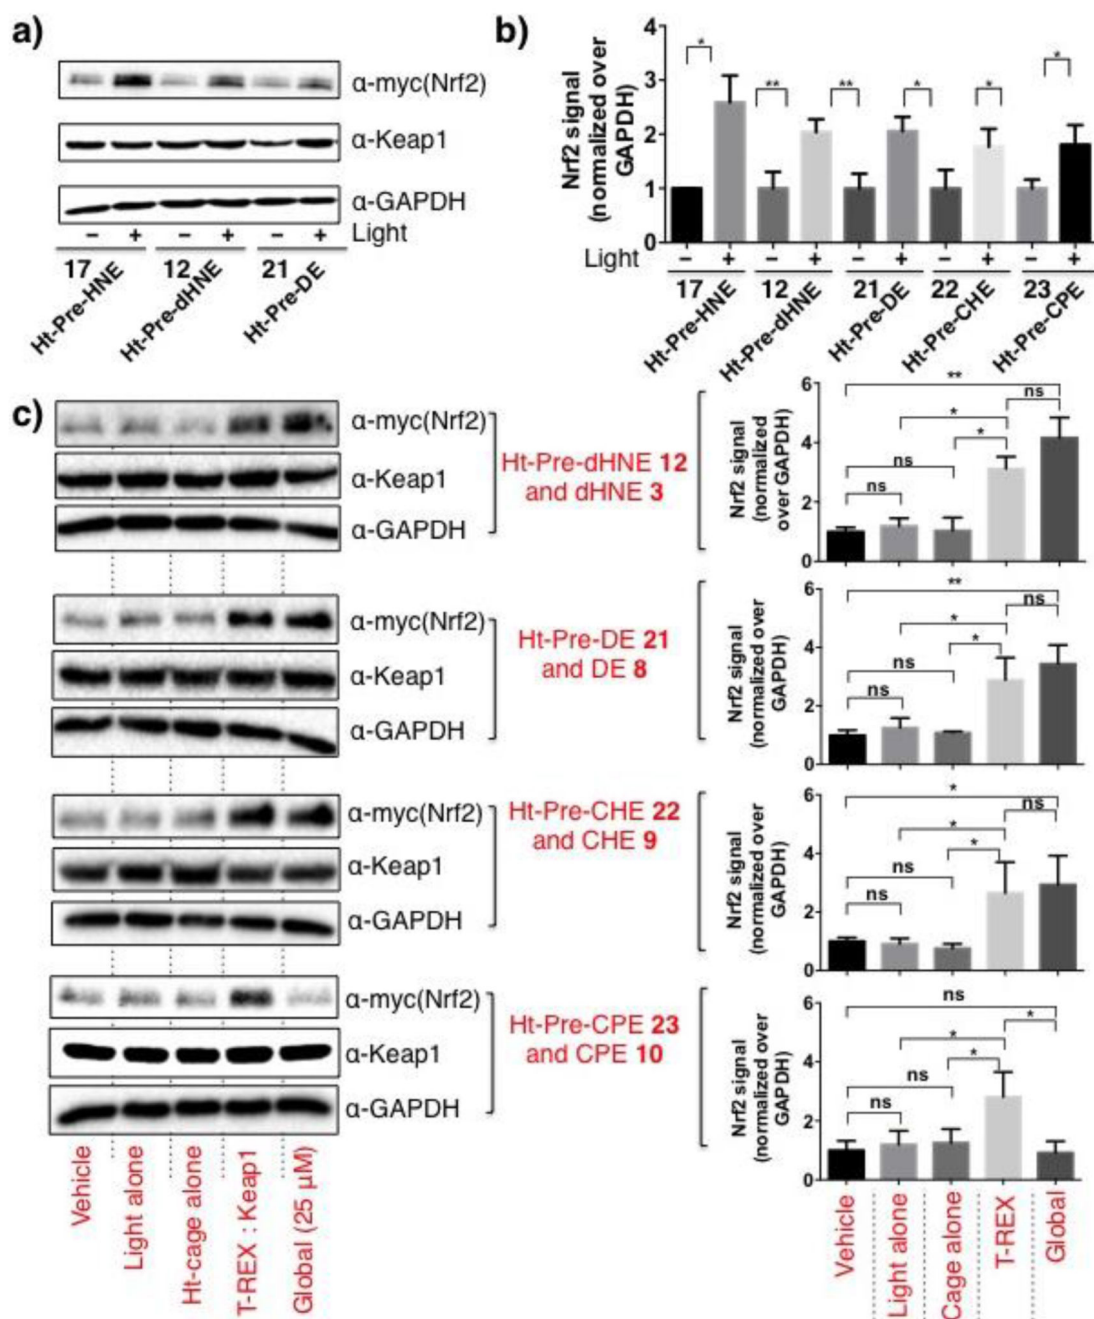 a)
α-myc(Nrf2)
α-Keap1
α-GAPDH
– + – + – + Light
17 12 21
Ht-Pre-HNE Ht-Pre-dHNE Ht-Pre-DE
b)
Nrf2 signal
(normalized over
GAPDH)
4
3
2
1
0
* ** ** * * *
Light – + – + – + – + – +
17 12 21 22 23
Ht-Pre-HNE Ht-Pre-dHNE Ht-Pre-DE Ht-Pre-CHE Ht-Pre-CPE
c)
α-myc(Nrf2)
α-Keap1
α-GAPDH
Ht-Pre-dHNE 12
and dHNE 3
Nrf2 signal
(normalized
over GAPDH)
6
4
2
0
**
ns
*
*
ns
ns
α-myc(Nrf2)
α-Keap1
α-GAPDH
Ht-Pre-DE 21
and DE 8
Nrf2 signal
(normalized over
GAPDH)
6
4
2
0
**
ns
*
*
ns
ns
α-myc(Nrf2)
α-Keap1
α-GAPDH
Ht-Pre-CHE 22
and CHE 9
Nrf2 signal
(normalized over
GAPDH)
6
4
2
0
*
ns
*
*
ns
ns
α-myc(Nrf2)
α-Keap1
α-GAPDH
Ht-Pre-CPE 23
and CPE 10
Nrf2 signal
(normalized over
GAPDH)
6
4
2
0
ns
*
*
*
ns
ns
Vehicle
Light alone
Ht-cage alone
T-REX : Keap1
Global (25 µM)
Vehicle
Light alone
Cage alone
T-REX
Global